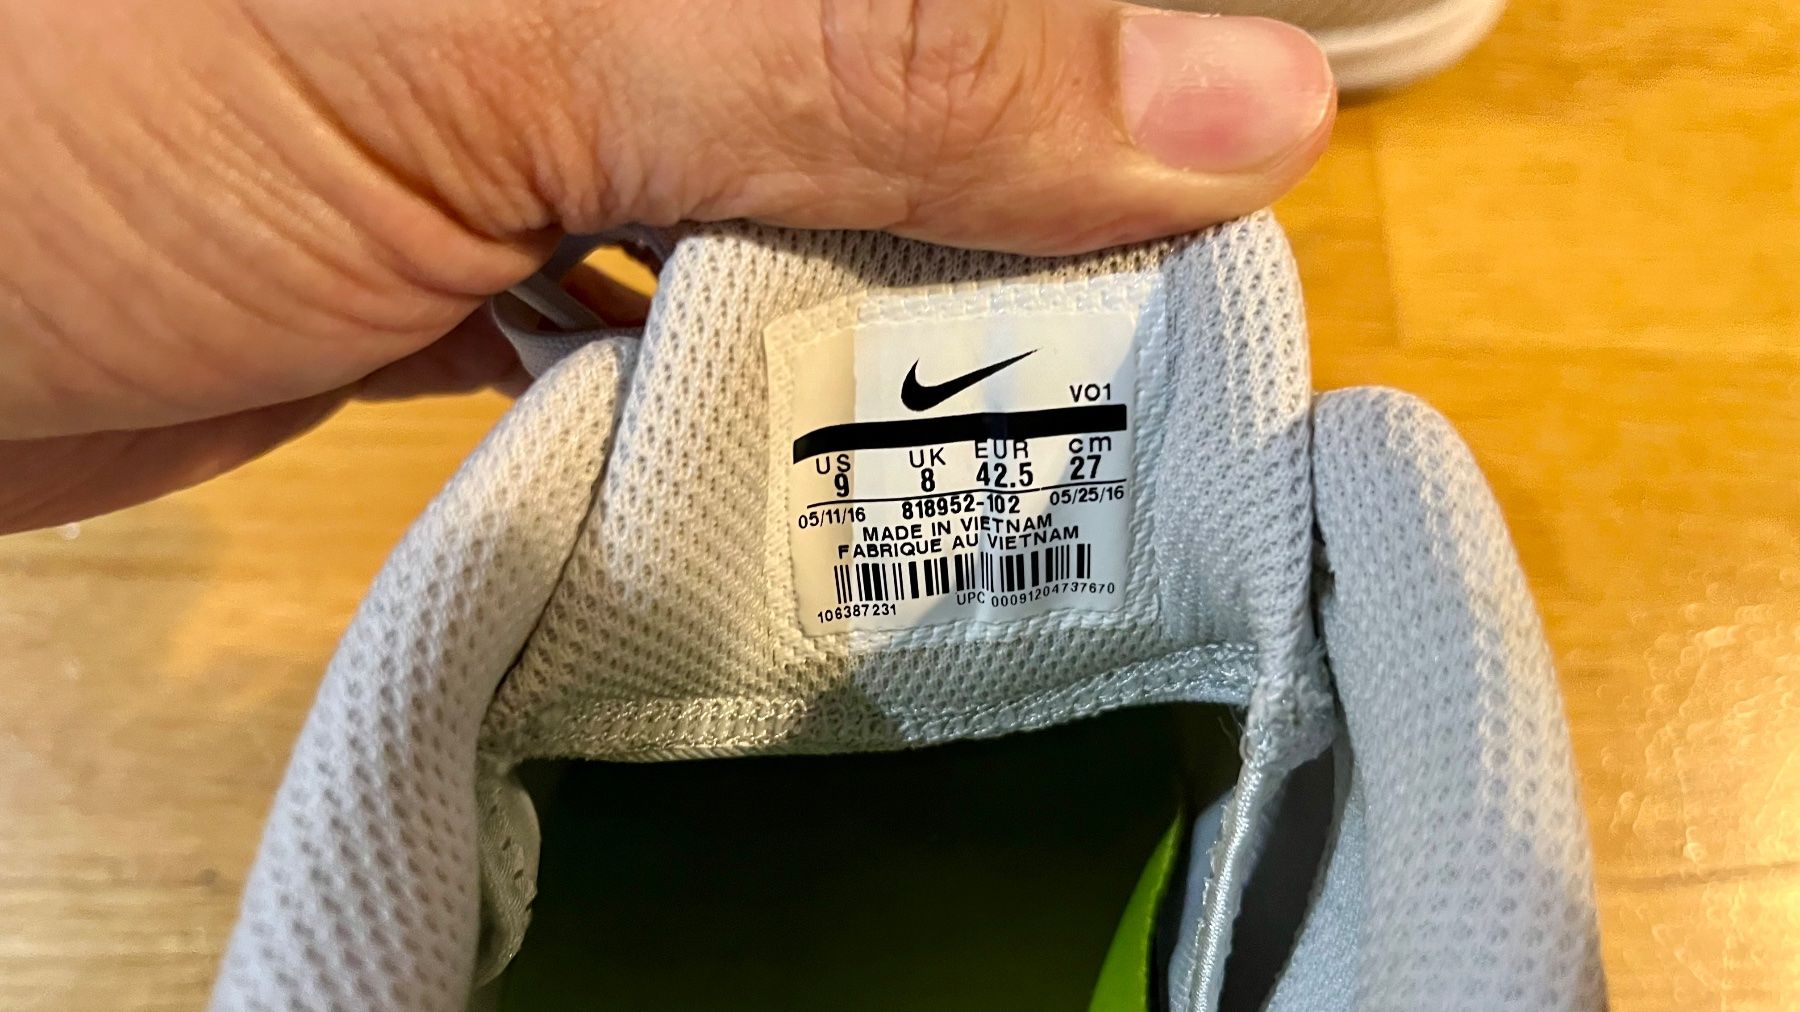 VO1
US UK EUR cm
9 8 42.5 27
05/11/16 818952-102 05/25/16
MADE IN VIETNAM
FABRIQUE AU VIETNAM
106387231 UPC 00091204737670